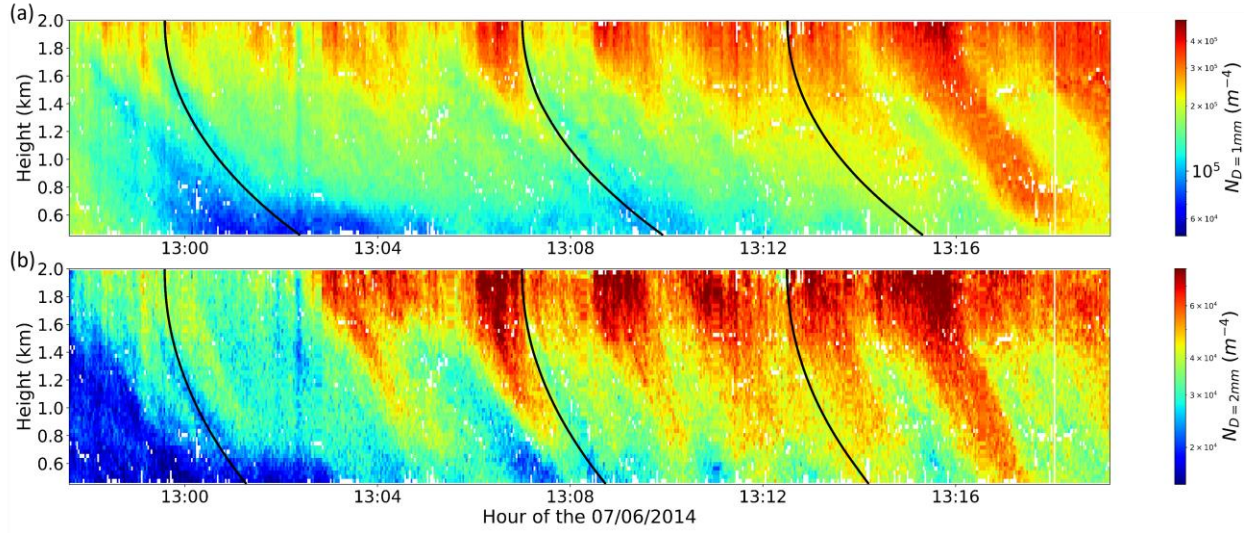 (a)
2.0
1.8
1.6
1.4
1.2
1.0
0.8
0.6
Height (km)
13:00 13:04 13:08 13:12 13:16
4 × 10⁵
3 × 10⁵
2 × 10⁵
10⁵
6 × 10⁴
N_{D=1mm} (m⁻⁴)
(b)
2.0
1.8
1.6
1.4
1.2
1.0
0.8
0.6
Height (km)
13:00 13:04 13:08 13:12 13:16
Hour of the 07/06/2014
6 × 10⁴
4 × 10⁴
3 × 10⁴
2 × 10⁴
N_{D=2mm} (m⁻⁴)